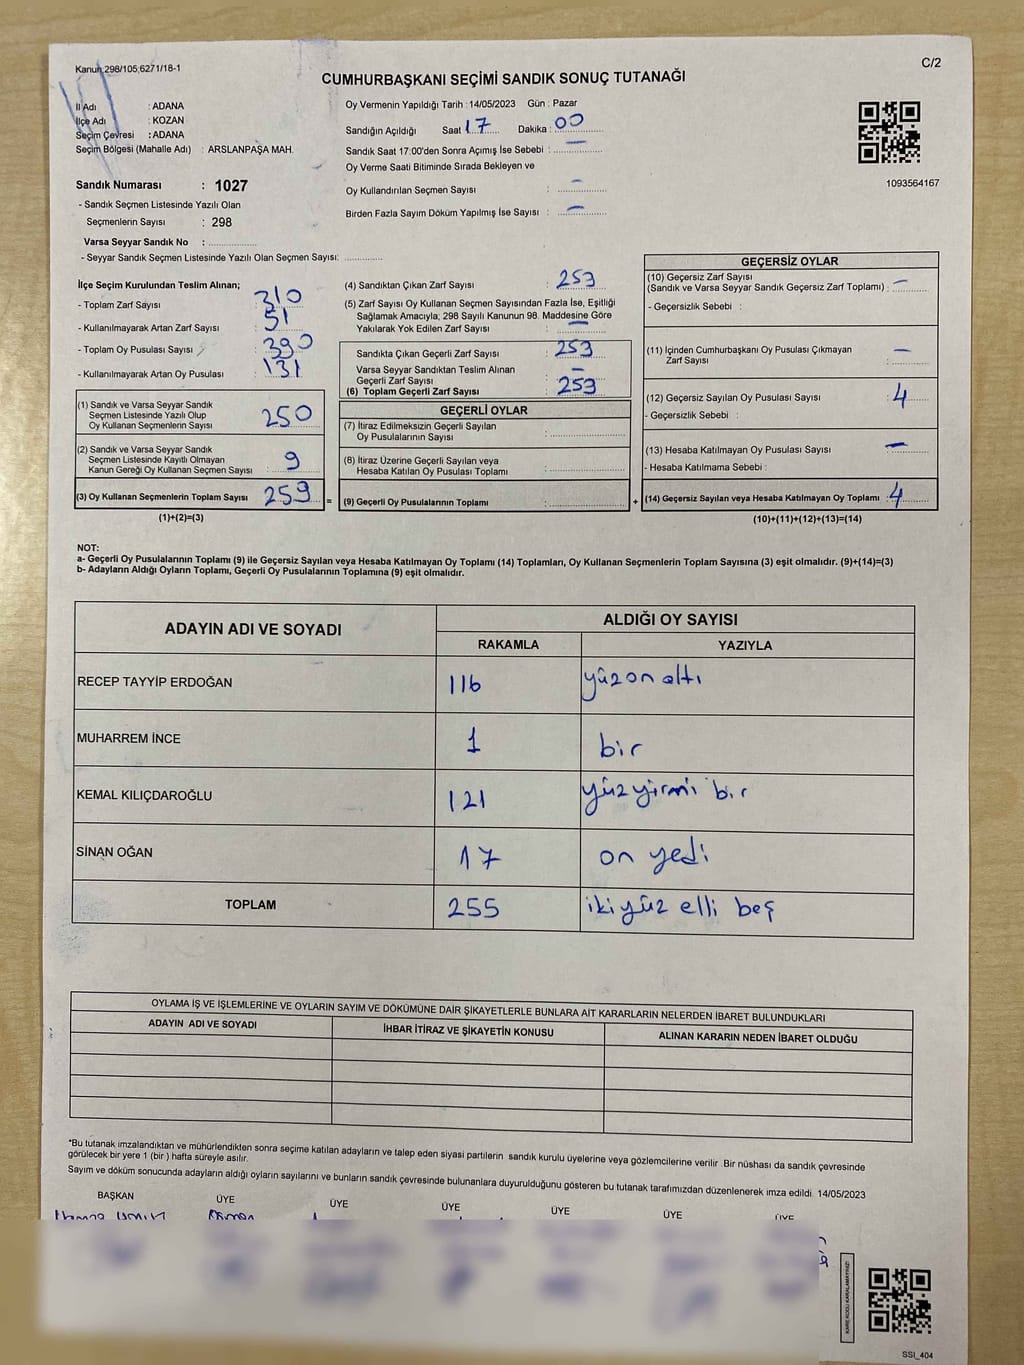 Kanun 298/105;6271/18-1
C/2
CUMHURBAŞKANI SEÇİMİ SANDIK SONUÇ TUTANAĞI
İl Adı : ADANA
İlçe Adı : KOZAN
Seçim Çevresi : ADANA
Seçim Bölgesi (Mahalle Adı) : ARSLANPAŞA MAH.
Sandık Numarası : 1027
- Sandık Seçmen Listesinde Yazılı Olan
Seçmenlerin Sayısı : 298
Varsa Seyyar Sandık No : ...............
- Seyyar Sandık Seçmen Listesinde Yazılı Olan Seçmen Sayısı: ............
Oy Vermenin Yapıldığı Tarih : 14/05/2023 Gün : Pazar
Sandığın Açıldığı Saat 17 Dakika : 00
Sandık Saat 17:00'den Sonra Açımış İse Sebebi : —
Oy Verme Saati Bitiminde Sırada Bekleyen ve
Oy Kullandırılan Seçmen Sayısı : —
Birden Fazla Sayım Döküm Yapılmış İse Sayısı : —
1093564167
İlçe Seçim Kurulundan Teslim Alınan;
- Toplam Zarf Sayısı : 310
- Kullanılmayarak Artan Zarf Sayısı : 51
- Toplam Oy Pusulası Sayısı : 390
- Kullanılmayarak Artan Oy Pusulası : 131
(1) Sandık ve Varsa Seyyar Sandık
Seçmen Listesinde Yazılı Olup
Oy Kullanan Seçmenlerin Sayısı : 250
(2) Sandık ve Varsa Seyyar Sandık
Seçmen Listesinde Kayıtlı Olmayan
Kanun Gereği Oy Kullanan Seçmen Sayısı : 9
(3) Oy Kullanan Seçmenlerin Toplam Sayısı : 259 =
(1)+(2)=(3)
(4) Sandıktan Çıkan Zarf Sayısı : 253
(5) Zarf Sayısı Oy Kullanan Seçmen Sayısından Fazla İse, Eşitliği
Sağlamak Amacıyla; 298 Sayılı Kanunun 98. Maddesine Göre
Yakılarak Yok Edilen Zarf Sayısı : —
Sandıkta Çıkan Geçerli Zarf Sayısı : 253
Varsa Seyyar Sandıktan Teslim Alınan
Geçerli Zarf Sayısı : —
(6) Toplam Geçerli Zarf Sayısı : 253
GEÇERLİ OYLAR
(7) İtiraz Edilmeksizin Geçerli Sayılan
Oy Pusulalarının Sayısı : ...............
(8) İtiraz Üzerine Geçerli Sayılan veya
Hesaba Katılan Oy Pusulası Toplamı : ...............
(9) Geçerli Oy Pusulalarının Toplamı : ............... +
GEÇERSİZ OYLAR
(10) Geçersiz Zarf Sayısı
(Sandık ve Varsa Seyyar Sandık Geçersiz Zarf Toplamı) : —
- Geçersizlik Sebebi :
(11) İçinden Cumhurbaşkanı Oy Pusulası Çıkmayan
Zarf Sayısı : —
(12) Geçersiz Sayılan Oy Pusulası Sayısı : 4
- Geçersizlik Sebebi :
(13) Hesaba Katılmayan Oy Pusulası Sayısı : —
- Hesaba Katılmama Sebebi :
(14) Geçersiz Sayılan veya Hesaba Katılmayan Oy Toplamı : 4
(10)+(11)+(12)+(13)=(14)
NOT:
a- Geçerli Oy Pusulalarının Toplamı (9) ile Geçersiz Sayılan veya Hesaba Katılmayan Oy Toplamı (14) Toplamları, Oy Kullanan Seçmenlerin Toplam Sayısına (3) eşit olmalıdır. (9)+(14)=(3)
b- Adayların Aldığı Oyların Toplamı, Geçerli Oy Pusulalarının Toplamına (9) eşit olmalıdır.
ADAYIN ADI VE SOYADI ALDIĞI OY SAYISI
RAKAMLA YAZIYLA
RECEP TAYYİP ERDOĞAN 116 yüzonaltı
MUHARREM İNCE 1 bir
KEMAL KILIÇDAROĞLU 121 yüzyirmi bir
SİNAN OĞAN 17 on yedi
TOPLAM 255 ikiyüz elli beş
OYLAMA İŞ VE İŞLEMLERİNE VE OYLARIN SAYIM VE DÖKÜMÜNE DAİR ŞİKAYETLERLE BUNLARA AİT KARARLARIN NELERDEN İBARET BULUNDUKLARI
ADAYIN ADI VE SOYADI İHBAR İTİRAZ VE ŞİKAYETİN KONUSU ALINAN KARARIN NEDEN İBARET OLDUĞU
*Bu tutanak imzalandıktan ve mühürlendikten sonra seçime katılan adayların ve talep eden siyasi partilerin sandık kurulu üyelerine veya gözlemcilerine verilir .Bir nüshası da sandık çevresinde
görülecek bir yere 1 (bir ) hafta süreyle asılır.
Sayım ve döküm sonucunda adayların aldığı oyların sayılarını ve bunların sandık çevresinde bulunanlara duyurulduğunu gösteren bu tutanak tarafımızdan düzenlenerek imza edildi. 14/05/2023
BAŞKAN ÜYE ÜYE ÜYE ÜYE ÜYE ÜYE
KARE KODU KARALAMAYINIZ!
SSI_404